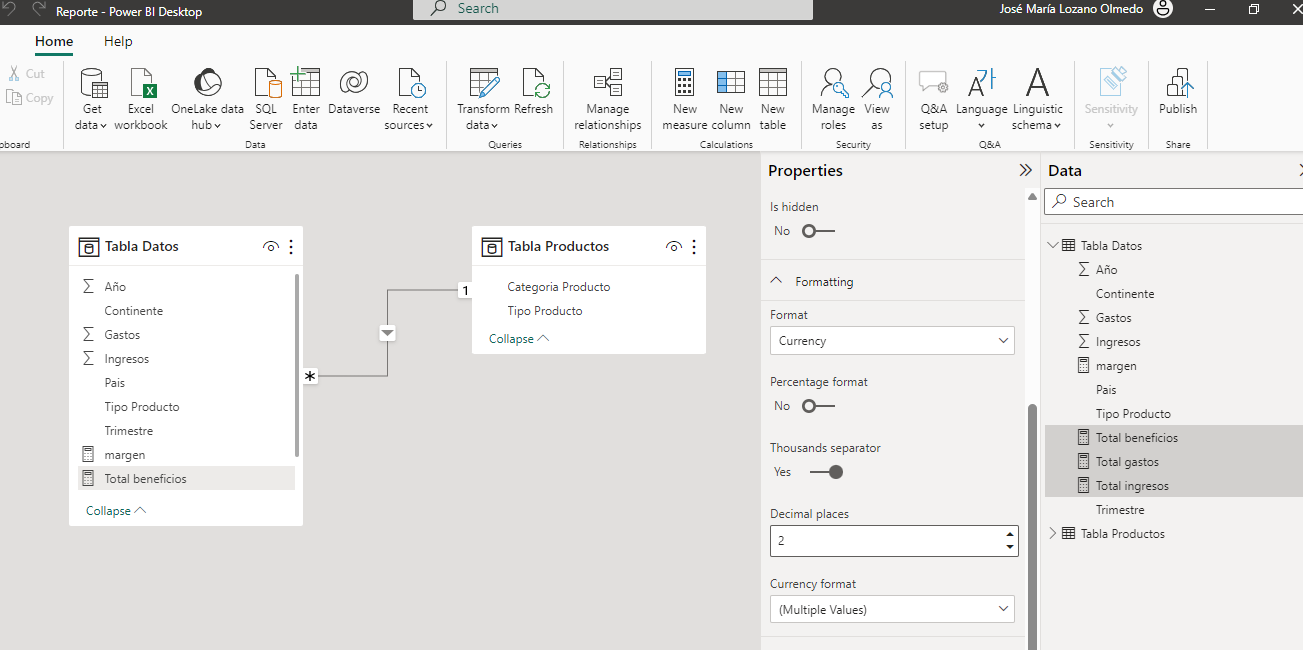 Reporte - Power BI Desktop
Search
José María Lozano Olmedo
Home
Help
Cut
Copy
Get data
Excel workbook
OneLake data hub
SQL Server
Enter data
Dataverse
Recent sources
Transform data
Refresh
Manage relationships
New measure
New column
New table
Manage roles
View as
Q&A setup
Language
Linguistic schema
Sensitivity
Publish
pboard
Data
Queries
Relationships
Calculations
Security
Q&A
Sensitivity
Share
Tabla Datos
Año
Continente
Gastos
Ingresos
Pais
Tipo Producto
Trimestre
margen
Total beneficios
Collapse
*
1
Tabla Productos
Categoria Producto
Tipo Producto
Collapse
Properties
Is hidden
No
Formatting
Format
Currency
Percentage format
No
Thousands separator
Yes
Decimal places
2
Currency format
(Multiple Values)
Data
Search
Tabla Datos
Año
Continente
Gastos
Ingresos
margen
Pais
Tipo Producto
Total beneficios
Total gastos
Total ingresos
Trimestre
Tabla Productos